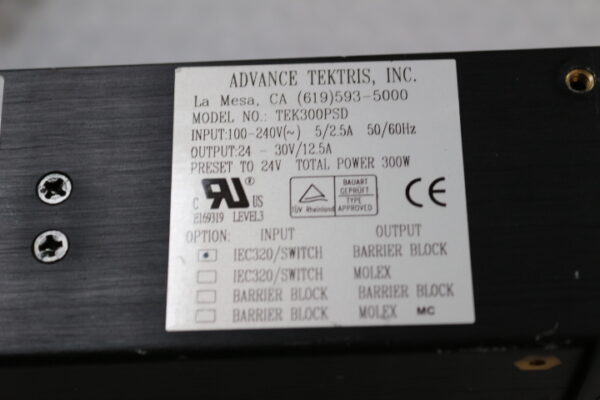 ADVANCE TEKTRIS, INC.
La Mesa, CA (619)593-5000
MODEL NO.: TEK300PSD
INPUT:100-240V(~) 5/2.5A 50/60Hz
OUTPUT:24 - 30V/12.5A
PRESET TO 24V TOTAL POWER 300W
C RU ® US
E169319 LEVEL3
TÜV Rheinland
BAUART
GEPRÜFT
TYPE
APPROVED
CE
OPTION: INPUT OUTPUT
IEC320/SWITCH BARRIER BLOCK
IEC320/SWITCH MOLEX
BARRIER BLOCK BARRIER BLOCK
BARRIER BLOCK MOLEX MC